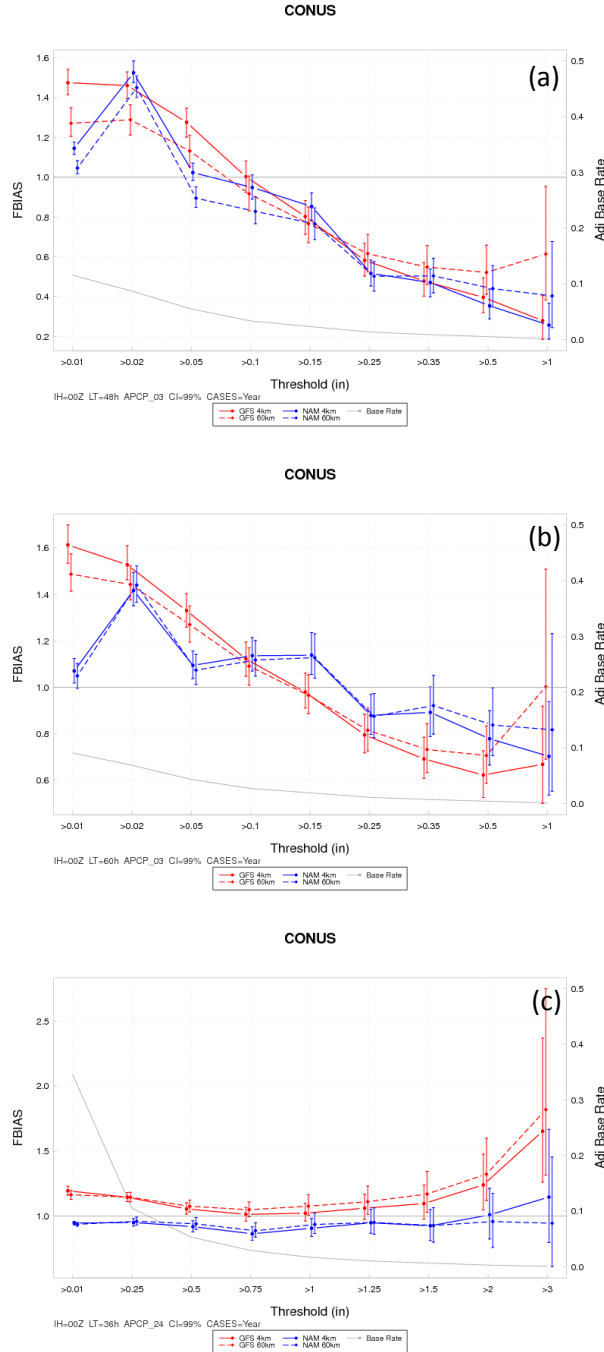 CONUS
(a)
1.6
1.4
1.2
1.0
0.8
0.6
0.4
0.2
FBIAS
0.5
0.4
0.3
0.2
0.1
0.0
Adj Base Rate
>0.01 >0.02 >0.05 >0.1 >0.15 >0.25 >0.35 >0.5 >1
Threshold (in)
IH=00Z LT=48h APCP_03 CI=99% CASES=Year
GFS 4km NAM 4km Base Rate
GFS 60km NAM 60km
CONUS
(b)
1.6
1.4
1.2
1.0
0.8
0.6
FBIAS
0.5
0.4
0.3
0.2
0.1
0.0
Adj Base Rate
>0.01 >0.02 >0.05 >0.1 >0.15 >0.25 >0.35 >0.5 >1
Threshold (in)
IH=00Z LT=60h APCP_03 CI=99% CASES=Year
GFS 4km NAM 4km Base Rate
GFS 60km NAM 60km
CONUS
(c)
2.5
2.0
1.5
1.0
FBIAS
0.5
0.4
0.3
0.2
0.1
0.0
Adj Base Rate
>0.01 >0.25 >0.5 >0.75 >1 >1.25 >1.5 >2 >3
Threshold (in)
IH=00Z LT=36h APCP_24 CI=99% CASES=Year
GFS 4km NAM 4km Base Rate
GFS 60km NAM 60km